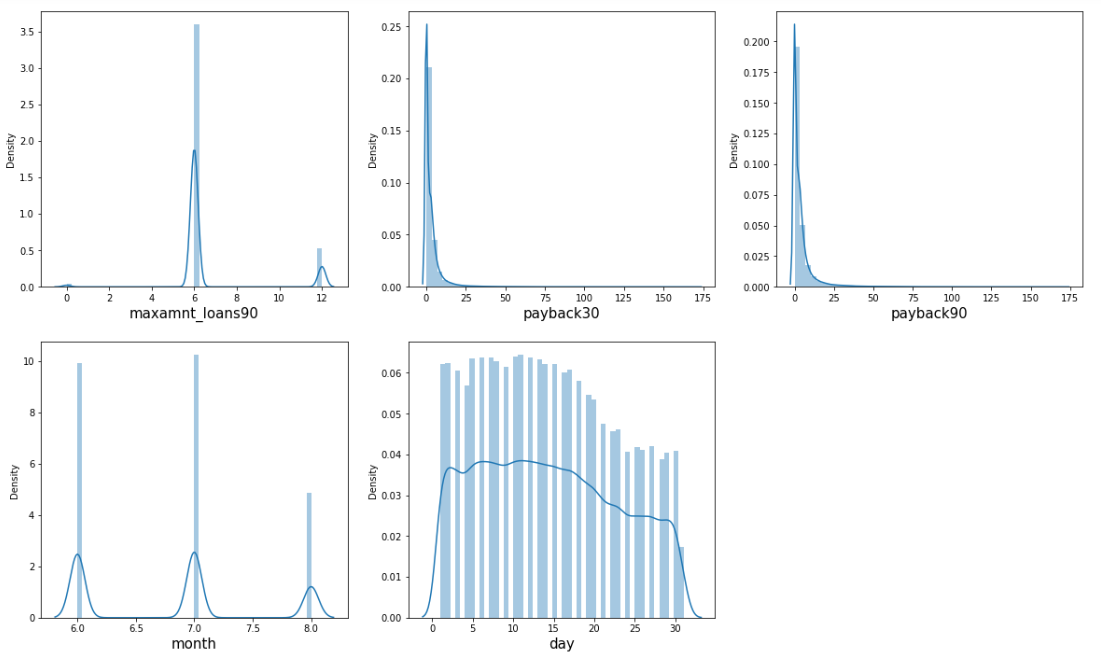 3.5
3.0
2.5
2.0
1.5
1.0
0.5
0.0
Density
0 2 4 6 8 10 12
maxamnt_loans90
0.25
0.20
0.15
0.10
0.05
0.00
Density
0 25 50 75 100 125 150 175
payback30
0.200
0.175
0.150
0.125
0.100
0.075
0.050
0.025
0.000
Density
0 25 50 75 100 125 150 175
payback90
10
8
6
4
2
0
Density
6.0 6.5 7.0 7.5 8.0
month
0.06
0.05
0.04
0.03
0.02
0.01
0.00
Density
0 5 10 15 20 25 30
day